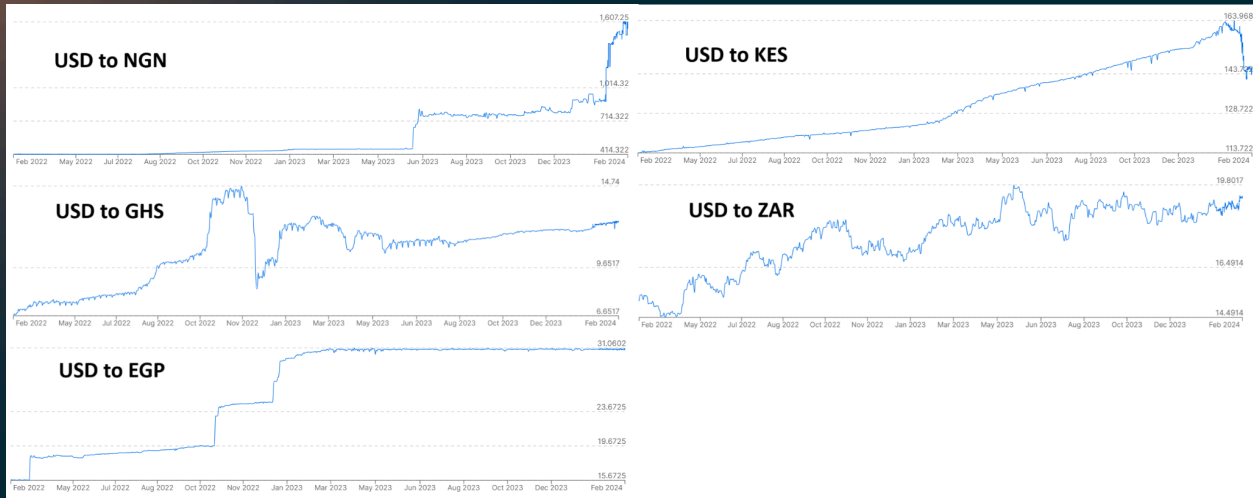 USD to NGN
1,607.25
1,014.32
714.322
414.322
Feb 2022 May 2022 Jul 2022 Aug 2022 Oct 2022 Nov 2022 Jan 2023 Mar 2023 May 2023 Jun 2023 Aug 2023 Oct 2023 Dec 2023 Feb 2024
USD to KES
163.968
128.722
113.722
Feb 2022 May 2022 Jul 2022 Aug 2022 Oct 2022 Nov 2022 Jan 2023 Mar 2023 May 2023 Jun 2023 Aug 2023 Oct 2023 Dec 2023 Feb 2024
USD to GHS
14.74
9.6517
6.6517
Feb 2022 May 2022 Jul 2022 Aug 2022 Oct 2022 Nov 2022 Jan 2023 Mar 2023 May 2023 Jun 2023 Aug 2023 Oct 2023 Dec 2023 Feb 2024
USD to ZAR
19.8017
16.4914
14.4914
Feb 2022 May 2022 Jul 2022 Aug 2022 Oct 2022 Nov 2022 Jan 2023 Mar 2023 May 2023 Jun 2023 Aug 2023 Oct 2023 Dec 2023 Feb 2024
USD to EGP
31.0602
23.6725
19.6725
15.6725
Feb 2022 May 2022 Jul 2022 Aug 2022 Oct 2022 Nov 2022 Jan 2023 Mar 2023 May 2023 Jun 2023 Aug 2023 Oct 2023 Dec 2023 Feb 2024